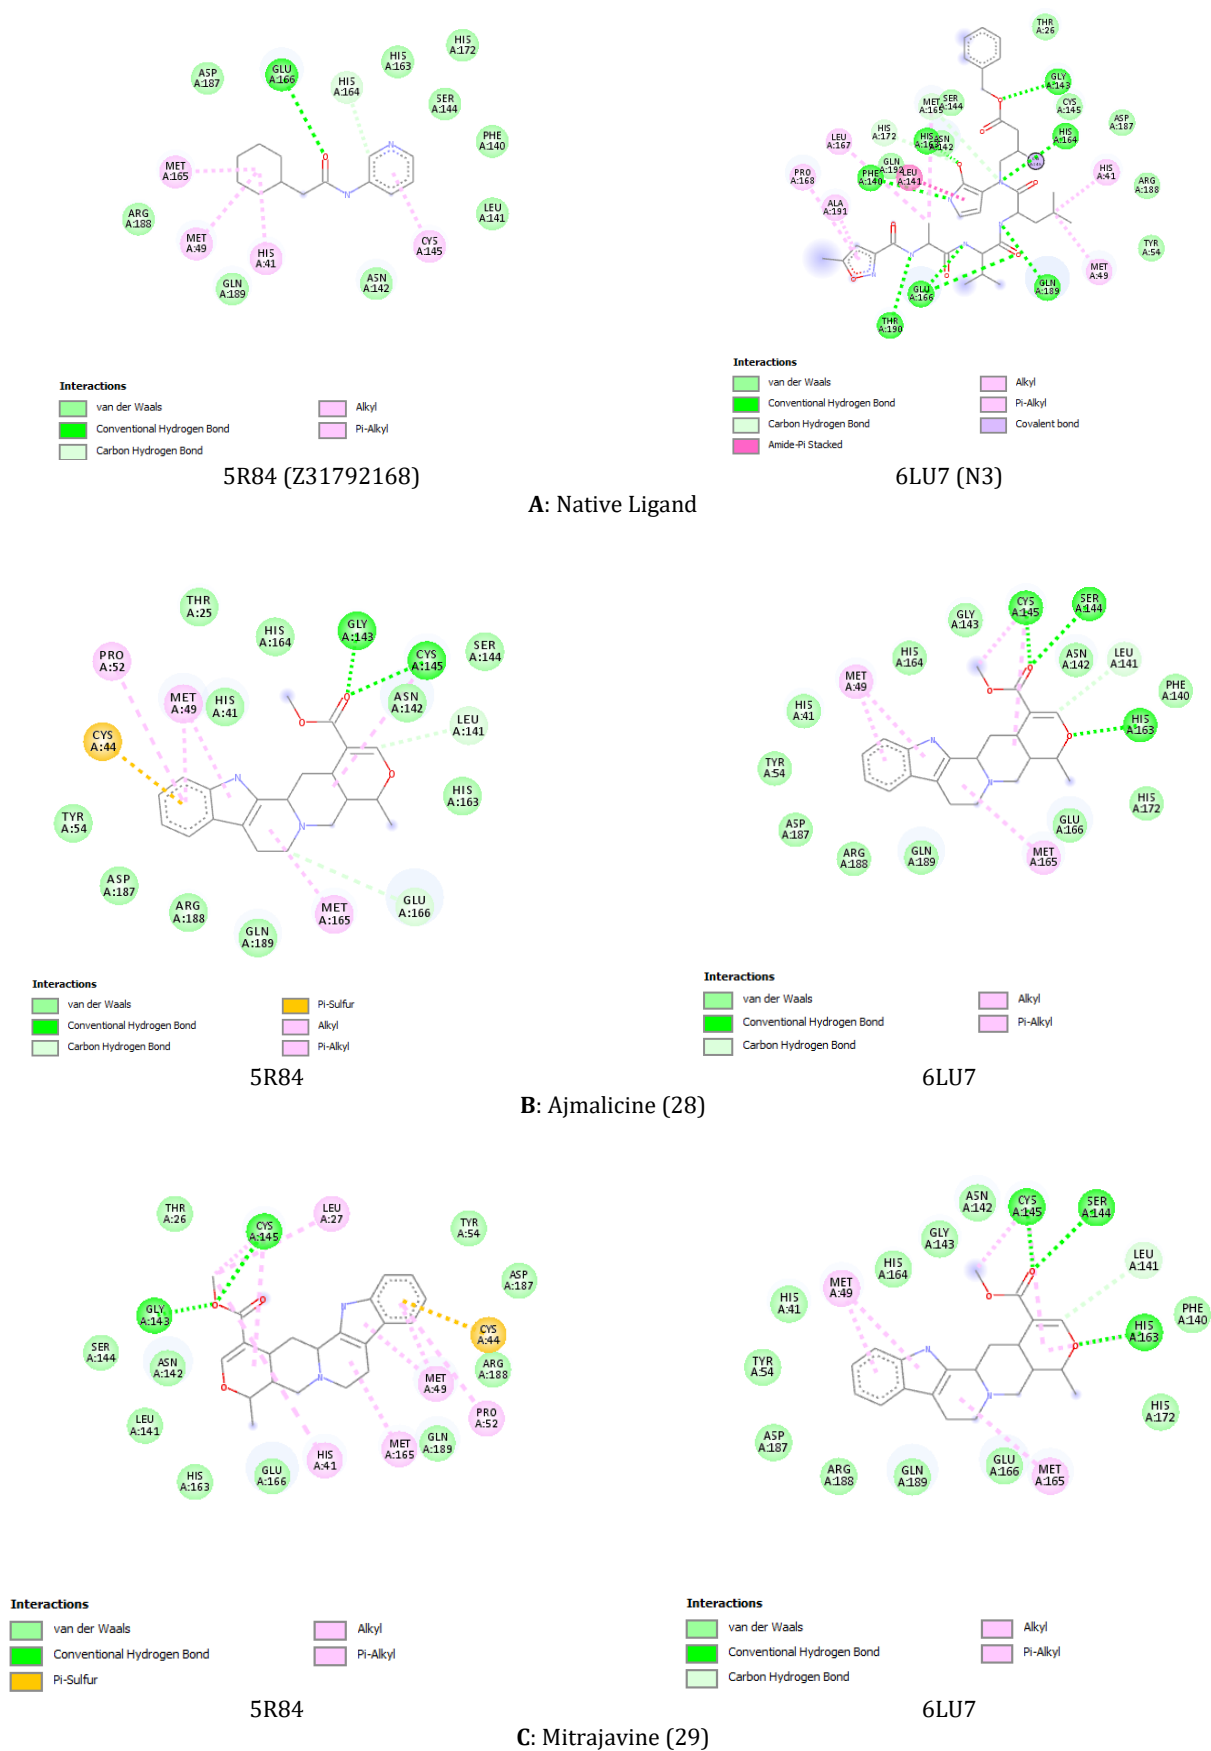 ASP A:187
GLU A:166
HIS A:164
HIS A:163
HIS A:172
SER A:144
PHE A:140
LEU A:141
CYS A:145
ASN A:142
GLN A:189
HIS A:41
MET A:49
ARG A:188
MET A:165
O
N
N
Interactions
van der Waals
Conventional Hydrogen Bond
Carbon Hydrogen Bond
Alkyl
Pi-Alkyl
5R84 (Z31792168)
THR A:26
GLY A:143
CYS A:145
ASP A:187
HIS A:164
HIS A:41
ARG A:188
TYR A:54
MET A:49
GLN A:189
GLU A:166
THR A:190
ALA A:191
PRO A:168
LEU A:167
HIS A:172
MET A:165
SER A:144
ASN A:142
GLN A:192
PHE A:140
LEU A:141
Interactions
van der Waals
Conventional Hydrogen Bond
Carbon Hydrogen Bond
Amide-Pi Stacked
Alkyl
Pi-Alkyl
Covalent bond
6LU7 (N3)
A: Native Ligand
THR A:25
HIS A:164
GLY A:143
CYS A:145
SER A:144
PRO A:52
MET A:49
HIS A:41
ASN A:142
LEU A:141
CYS A:44
HIS A:163
TYR A:54
ASP A:187
ARG A:188
GLN A:189
MET A:165
GLU A:166
Interactions
van der Waals
Conventional Hydrogen Bond
Carbon Hydrogen Bond
Pi-Sulfur
Alkyl
Pi-Alkyl
5R84
GLY A:143
CYS A:145
SER A:144
HIS A:164
ASN A:142
LEU A:141
MET A:49
PHE A:140
HIS A:41
HIS A:163
TYR A:54
HIS A:172
ASP A:187
GLU A:166
ARG A:188
GLN A:189
MET A:165
Interactions
van der Waals
Conventional Hydrogen Bond
Carbon Hydrogen Bond
Alkyl
Pi-Alkyl
6LU7
B: Ajmalicine (28)
THR A:26
CYS A:145
LEU A:27
TYR A:54
ASP A:187
GLY A:143
CYS A:44
SER A:144
ASN A:142
ARG A:188
MET A:49
PRO A:52
LEU A:141
GLN A:189
MET A:165
HIS A:41
GLU A:166
HIS A:163
Interactions
van der Waals
Conventional Hydrogen Bond
Pi-Sulfur
Alkyl
Pi-Alkyl
5R84
ASN A:142
CYS A:145
SER A:144
GLY A:143
LEU A:141
HIS A:164
MET A:49
HIS A:41
PHE A:140
HIS A:163
TYR A:54
HIS A:172
ASP A:187
ARG A:188
GLN A:189
GLU A:166
MET A:165
Interactions
van der Waals
Conventional Hydrogen Bond
Carbon Hydrogen Bond
Alkyl
Pi-Alkyl
6LU7
C: Mitrajavine (29)